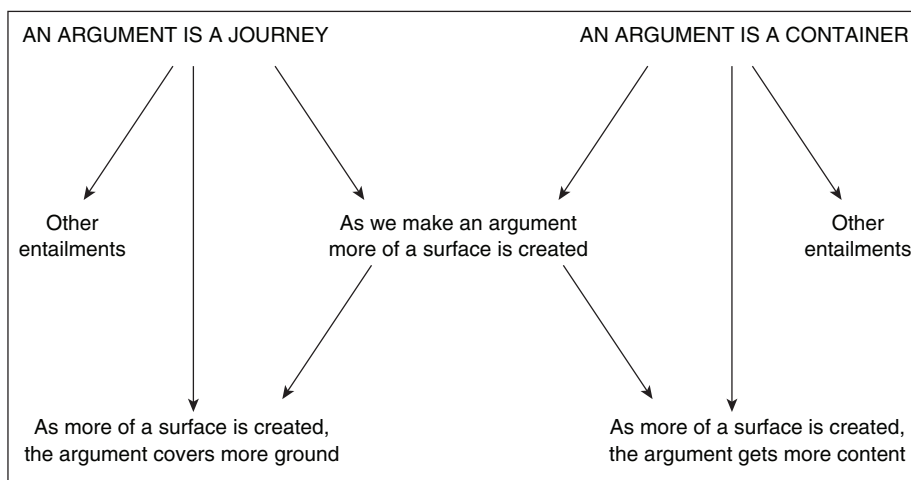 AN ARGUMENT IS A JOURNEY
AN ARGUMENT IS A CONTAINER
Other
entailments
As we make an argument
more of a surface is created
Other
entailments
As more of a surface is created,
the argument covers more ground
As more of a surface is created,
the argument gets more content